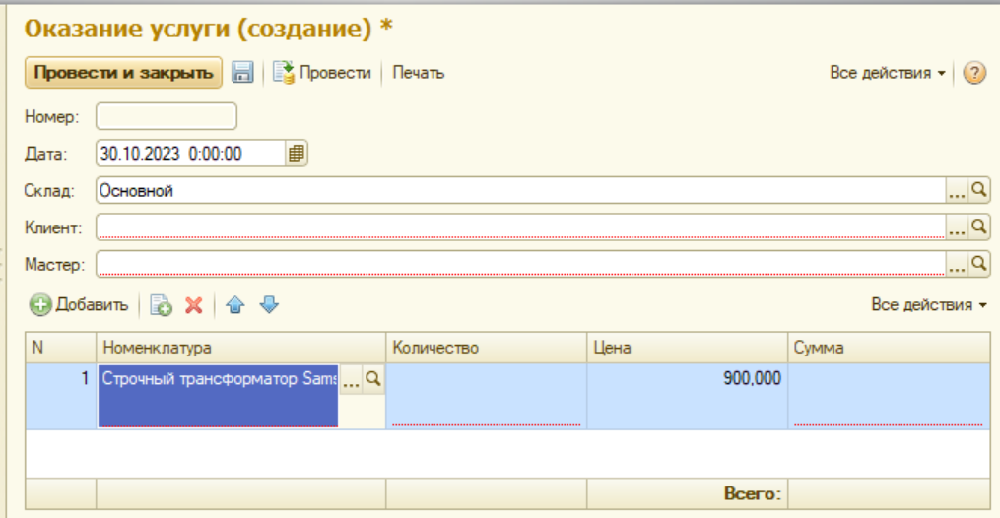 Оказание услуги (создание) *
Провести и закрыть Провести Печать Все действия ?
Номер:
Дата: 30.10.2023 0:00:00
Склад: Основной ...
Клиент: ...
Мастер: ...
Добавить Все действия
N Номенклатура Количество Цена Сумма
1 Строчный трансформатор Sams ... 900,000
Всего: